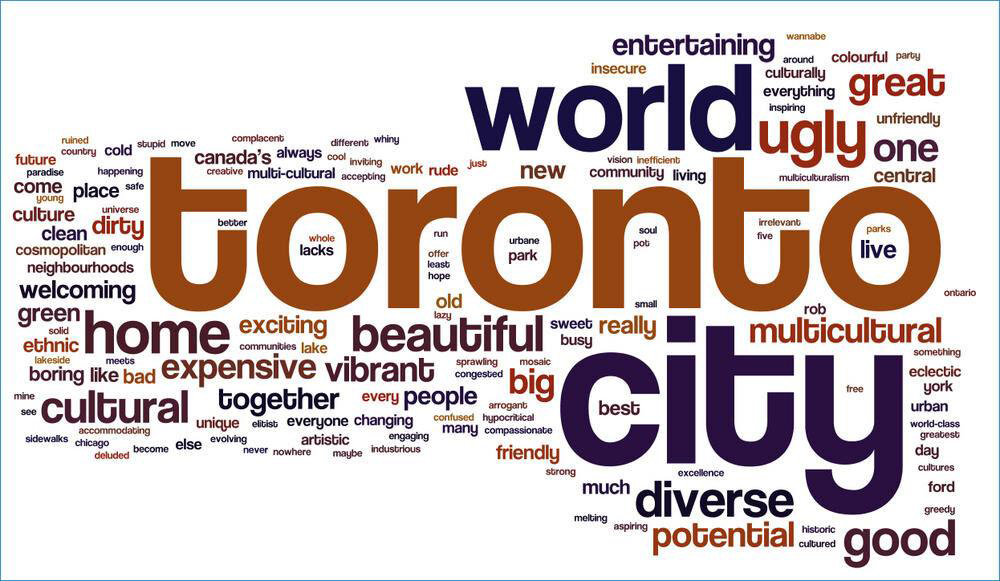 entertaining
wannabe
around
colourful
party
insecure
world
culturally
everything
inspiring
great
ugly
unfriendly
one
central
ruined
country
cold
stupid
move
complacent
different
whiny
future
paradise
happening
canada's
always
cool
inviting
creative
multi-cultural
accepting
work
rude
just
new
vision
inefficient
community
living
multiculturalism
come
young
place
safe
toronto
culture
universe
dirty
clean
better
whole
lacks
run
urbane
park
soul
pot
irrelevant
five
parks
live
cosmopolitan
enough
neighbourhoods
offer
least
hope
welcoming
old
lazy
small
ontario
green
solid
ethnic
home
exciting
communities
lake
beautiful
sweet
busy
really
rob
multicultural
lakeside
meets
boring
like
bad
expensive
vibrant
sprawling
mosaic
congested
big
city
something
eclectic
york
mine
see
cultural
together
every
people
arrogant
best
free
urban
accommodating
unique
elitist
everyone
changing
confused
hypocritical
many
compassionate
world-class
greatest
sidewalks
chicago
become
else
evolving
never
nowhere
artistic
maybe
engaging
industrious
deluded
friendly
strong
day
cultures
excellence
much
diverse
ford
melting
aspiring
potential
historic
cultured
greedy
good